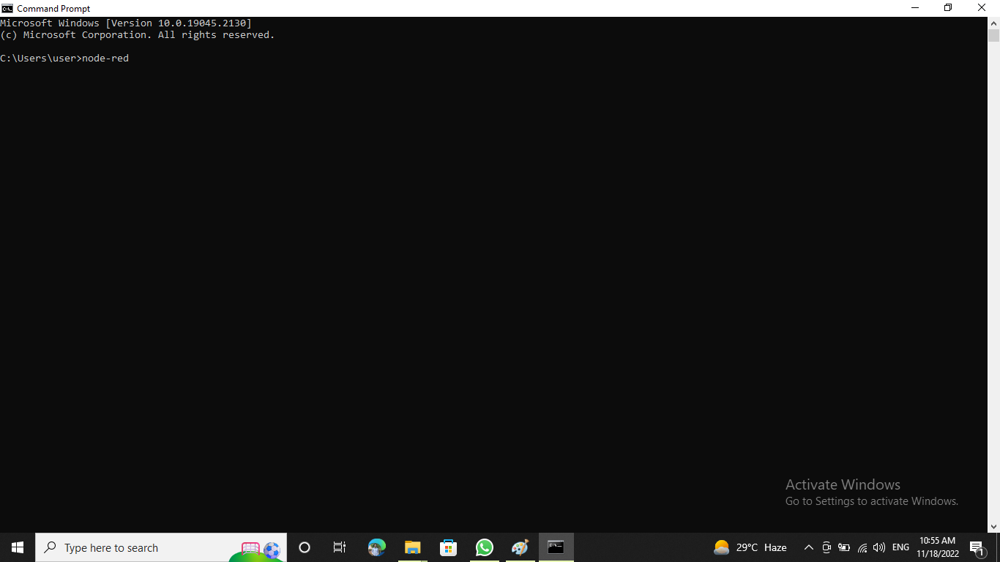 Command Prompt
Microsoft Windows [Version 10.0.19045.2130]
(c) Microsoft Corporation. All rights reserved.
C:\Users\user>node-red
Activate Windows
Go to Settings to activate Windows.
Type here to search
29°C Haze
ENG
10:55 AM
11/18/2022
1